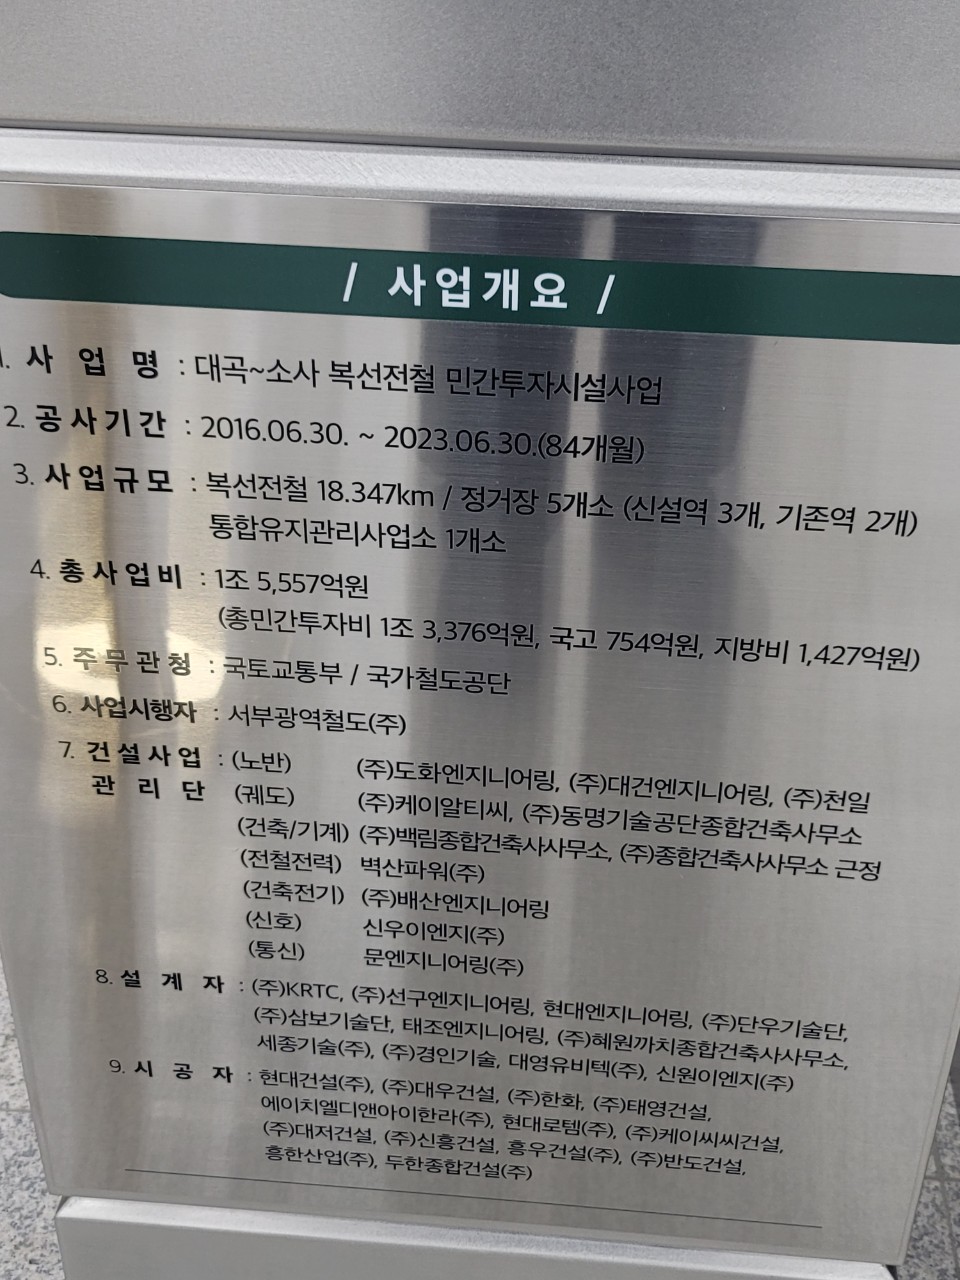 / 사업개요 /
1. 사 업 명 : 대곡~소사 복선전철 민간투자시설사업
2. 공사기간 : 2016.06.30. ~ 2023.06.30.(84개월)
3. 사업규모 : 복선전철 18.347km / 정거장 5개소 (신설역 3개, 기존역 2개)
통합유지관리사업소 1개소
4. 총사업비 : 1조 5,557억원
(총민간투자비 1조 3,376억원, 국고 754억원, 지방비 1,427억원)
5. 주무관청 : 국토교통부 / 국가철도공단
6. 사업시행자 : 서부광역철도(주)
7. 건설사업 : (노반) (주)도화엔지니어링, (주)대건엔지니어링, (주)천일
관 리 단 (궤도) (주)케이알티씨, (주)동명기술공단종합건축사무소
(건축/기계) (주)백림종합건축사사무소, (주)종합건축사사무소 근정
(전철전력) 벽산파워(주)
(건축전기) (주)배산엔지니어링
(신호) 신우이엔지(주)
(통신) 문엔지니어링(주)
8. 설 계 자 : (주)KRTC, (주)선구엔지니어링, 현대엔지니어링, (주)단우기술단,
(주)삼보기술단, 태조엔지니어링, (주)혜원까치종합건축사사무소,
세종기술(주), (주)경인기술, 대영유비텍(주), 신원이엔지(주)
9. 시 공 자 : 현대건설(주), (주)대우건설, (주)한화, (주)태영건설,
에이치엘디앤아이한라(주), 현대로템(주), (주)케이씨씨건설,
(주)대저건설, (주)신흥건설, 흥우건설(주), (주)반도건설,
흥한산업(주), 두한종합건설(주)